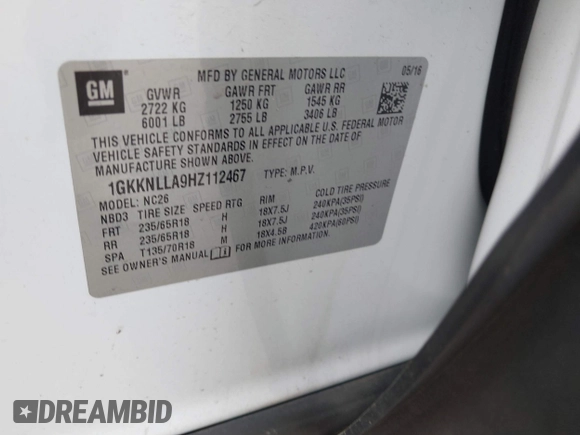 GM
MFD BY GENERAL MOTORS LLC 05/16
GVWR GAWR FRT GAWR RR
2722 KG 1250 KG 1545 KG
6001 LB 2755 LB 3406 LB
THIS VEHICLE CONFORMS TO ALL APPLICABLE U.S. FEDERAL MOTOR
VEHICLE SAFETY STANDARDS IN EFFECT ON THE DATE OF
MANUFACTURE SHOWN ABOVE.
1GKKNLLA9HZ112467 TYPE: M.P.V.
MODEL: NC26
NBD3 TIRE SIZE SPEED RTG RIM COLD TIRE PRESSURE
FRT 235/65R18 H 18X7.5J 240KPA(35PSI)
RR 235/65R18 H 18X7.5J 240KPA(35PSI)
SPA T135/70R18 M 18X4.5B 420KPA(60PSI)
SEE OWNER'S MANUAL FOR MORE INFORMATION.
DREAMBID